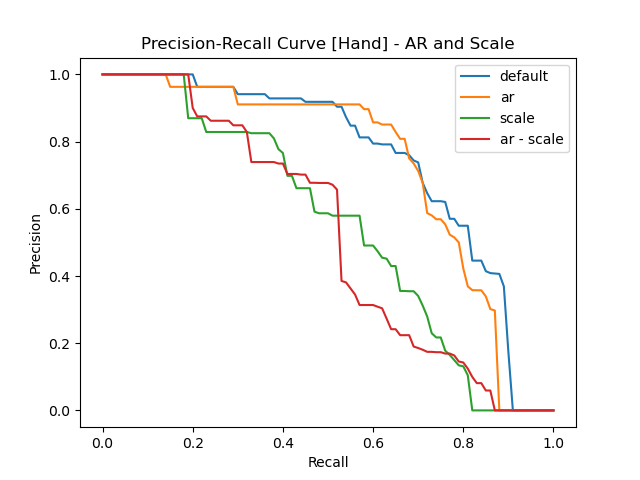 Precision-Recall Curve [Hand] - AR and Scale
1.0
0.8
0.6
0.4
0.2
0.0
Precision
default
ar
scale
ar - scale
0.0 0.2 0.4 0.6 0.8 1.0
Recall